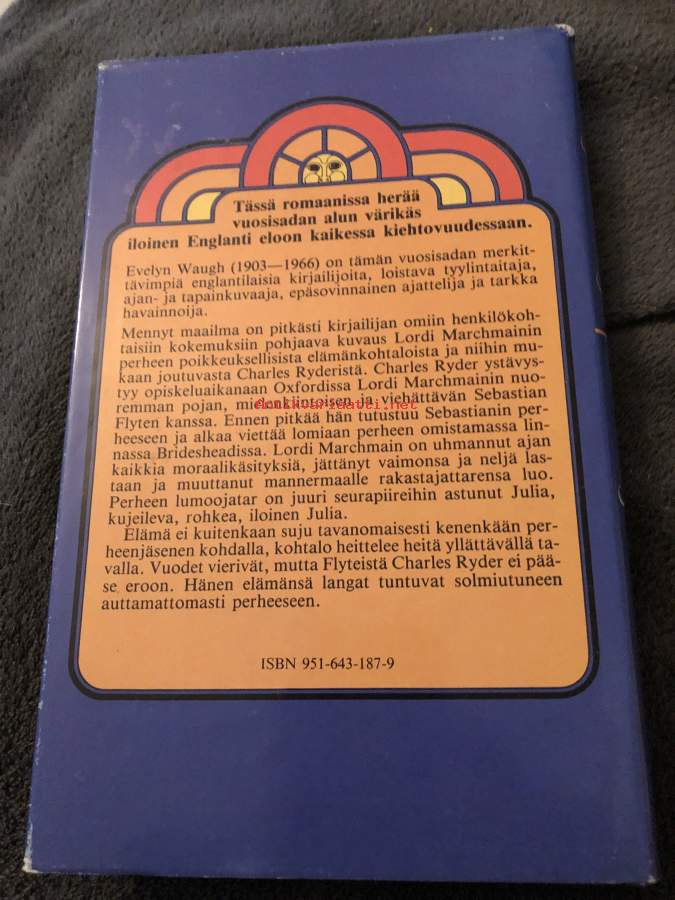 Tässä romaanissa herää
vuosisadan alun värikäs
iloinen Englanti eloon kaikessa kiehtovuudessaan.
Evelyn Waugh (1903—1966) on tämän vuosisadan merkit-
tävimpiä englantilaisia kirjailijoita, loistava tyylintaitaja,
ajan- ja tapainkuvaaja, epäsovinnainen ajattelija ja tarkka
havainnoija.
Mennyt maailma on pitkästi kirjailijan omiin henkilökoh-
taisiin kokemuksiin pohjaava kuvaus Lordi Marchmainin
perheen poikkeuksellisista elämänkohtaloista ja niihin mu-
kaan joutuvasta Charles Ryderistä. Charles Ryder ystävys-
tyy opiskeluaikanaan Oxfordissa Lordi Marchmainin nuo-
remman pojan, mielenkiintoisen ja viehättävän Sebastian
Flyten kanssa. Ennen pitkää hän tutustuu Sebastianin per-
heeseen ja alkaa viettää lomiaan perheen omistamassa lin-
nassa Bridesheadissa. Lordi Marchmain on uhmannut ajan
kaikkia moraalikäsityksiä, jättänyt vaimonsa ja neljä las-
taan ja muuttanut mannermaalle rakastajattarensa luo.
Perheen lumoojatar on juuri seurapiireihin astunut Julia,
kujeileva, rohkea, iloinen Julia.
Elämä ei kuitenkaan suju tavanomaisesti kenenkään per-
heenjäsenen kohdalla, kohtalo heittelee heitä yllättävällä ta-
valla. Vuodet vierivät, mutta Flyteistä Charles Ryder ei pää-
se eroon. Hänen elämänsä langat tuntuvat solmiutuneen
auttamattomasti perheeseen.
ISBN 951-643-187-9
antikvariaatti.net